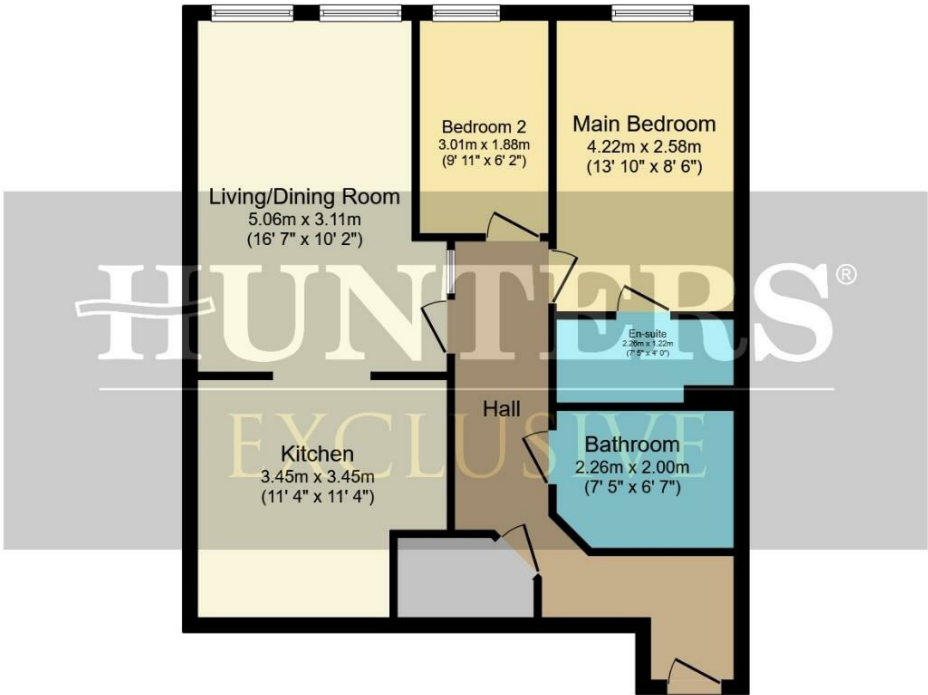 Living/Dining Room
5.06m x 3.11m
(16' 7" x 10' 2")
Bedroom 2
3.01m x 1.88m
(9' 11" x 6' 2")
Main Bedroom
4.22m x 2.58m
(13' 10" x 8' 6")
HUNTERS®
En-suite
2.26m x 1.22m
(7' 5" x 4' 0")
Hall
EXCLUSIVE
Kitchen
3.45m x 3.45m
(11' 4" x 11' 4")
Bathroom
2.26m x 2.00m
(7' 5" x 6' 7")